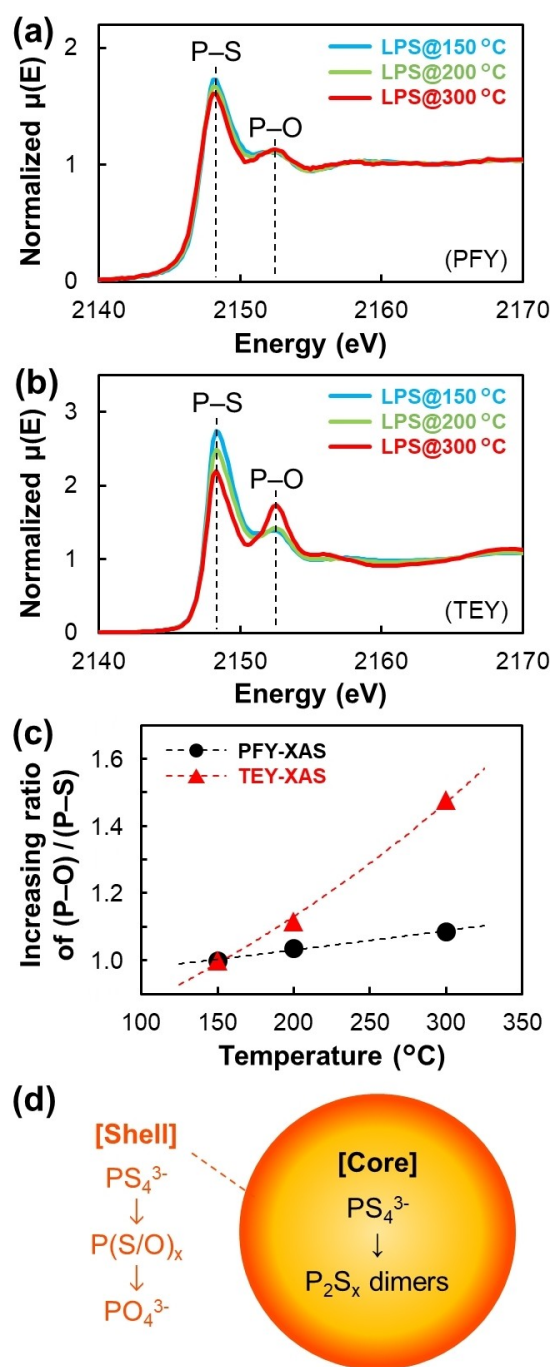 (a)
2
1
0
Normalized µ(E)
P–S
P–O
LPS@150 °C
LPS@200 °C
LPS@300 °C
(PFY)
2140 2150 2160 2170
Energy (eV)
(b)
3
2
1
0
Normalized µ(E)
P–S
P–O
LPS@150 °C
LPS@200 °C
LPS@300 °C
(TEY)
2140 2150 2160 2170
Energy (eV)
(c)
1.6
1.4
1.2
1.0
Increasing ratio
of (P–O) / (P–S)
PFY-XAS
TEY-XAS
100 150 200 250 300 350
Temperature (°C)
(d)
[Shell]
PS₄³⁻
↓
P(S/O)ₓ
↓
PO₄³⁻
[Core]
PS₄³⁻
↓
P₂Sₓ dimers